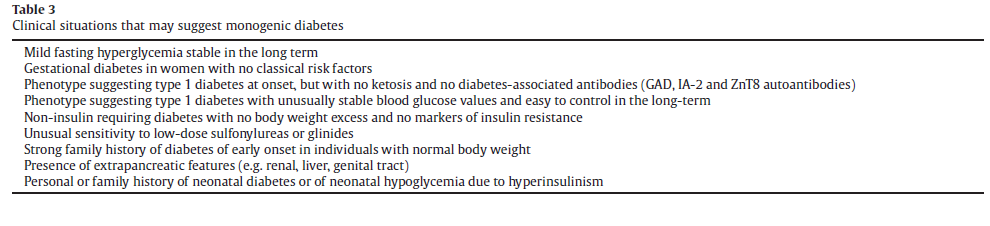 Table 3
Clinical situations that may suggest monogenic diabetes
Mild fasting hyperglycemia stable in the long term
Gestational diabetes in women with no classical risk factors
Phenotype suggesting type 1 diabetes at onset, but with no ketosis and no diabetes-associated antibodies (GAD, IA-2 and ZnT8 autoantibodies)
Phenotype suggesting type 1 diabetes with unusually stable blood glucose values and easy to control in the long-term
Non-insulin requiring diabetes with no body weight excess and no markers of insulin resistance
Unusual sensitivity to low-dose sulfonylureas or glinides
Strong family history of diabetes of early onset in individuals with normal body weight
Presence of extrapancreatic features (e.g. renal, liver, genital tract)
Personal or family history of neonatal diabetes or of neonatal hypoglycemia due to hyperinsulinism